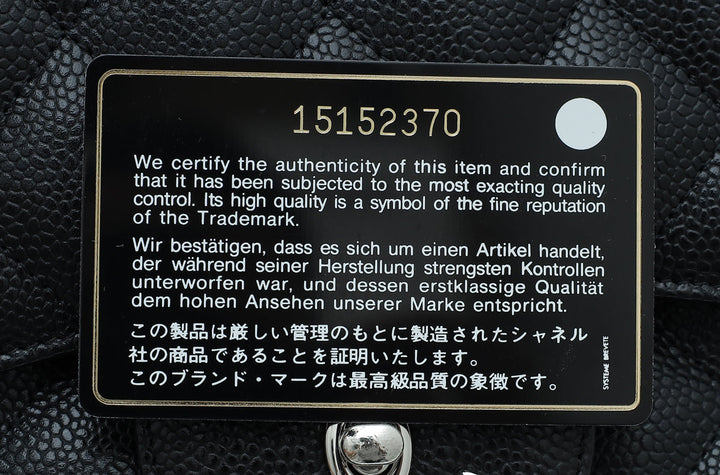 15152370
We certify the authenticity of this item and confirm
that it has been subjected to the most exacting quality
control. Its high quality is a symbol of the fine reputation
of the Trademark.
Wir bestätigen, dass es sich um einen Artikel handelt,
der während seiner Herstellung strengsten Kontrollen
unterworfen war, und dessen erstklassige Qualität
dem hohen Ansehen unserer Marke entspricht.
この製品は厳しい管理のもとに製造されたシャネル
社の商品であることを証明いたします。
このブランド・マークは最高級品質の象徴です。
SYSTEME BREVETE